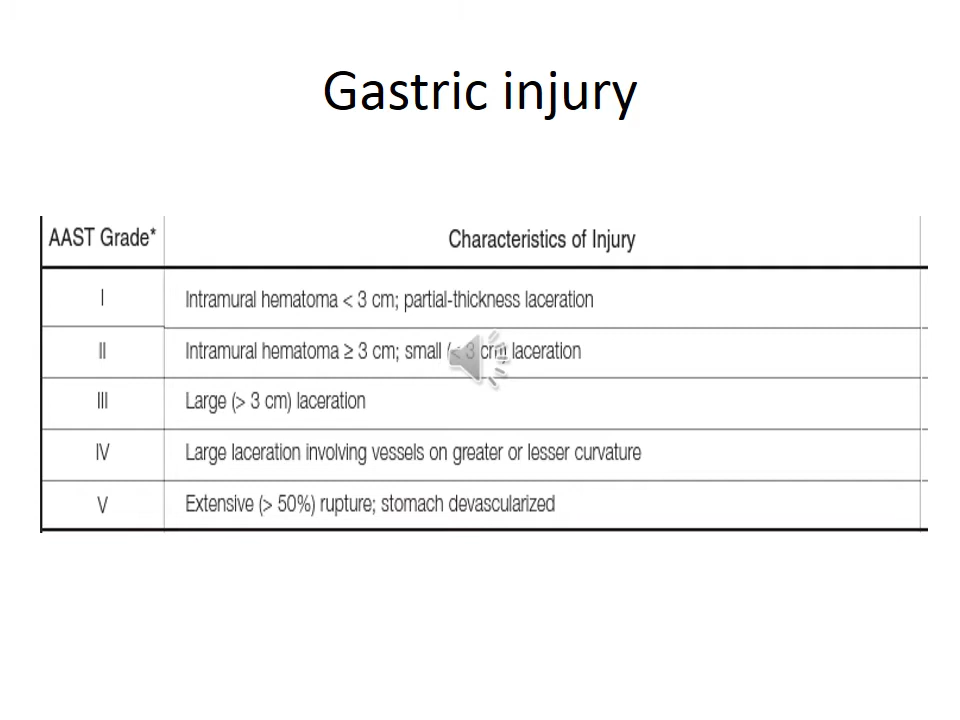 Gastric injury
AAST Grade* Characteristics of Injury
I Intramural hematoma < 3 cm; partial-thickness laceration
II Intramural hematoma ≥ 3 cm; small (< 3 cm) laceration
III Large (> 3 cm) laceration
IV Large laceration involving vessels on greater or lesser curvature
V Extensive (> 50%) rupture; stomach devascularized